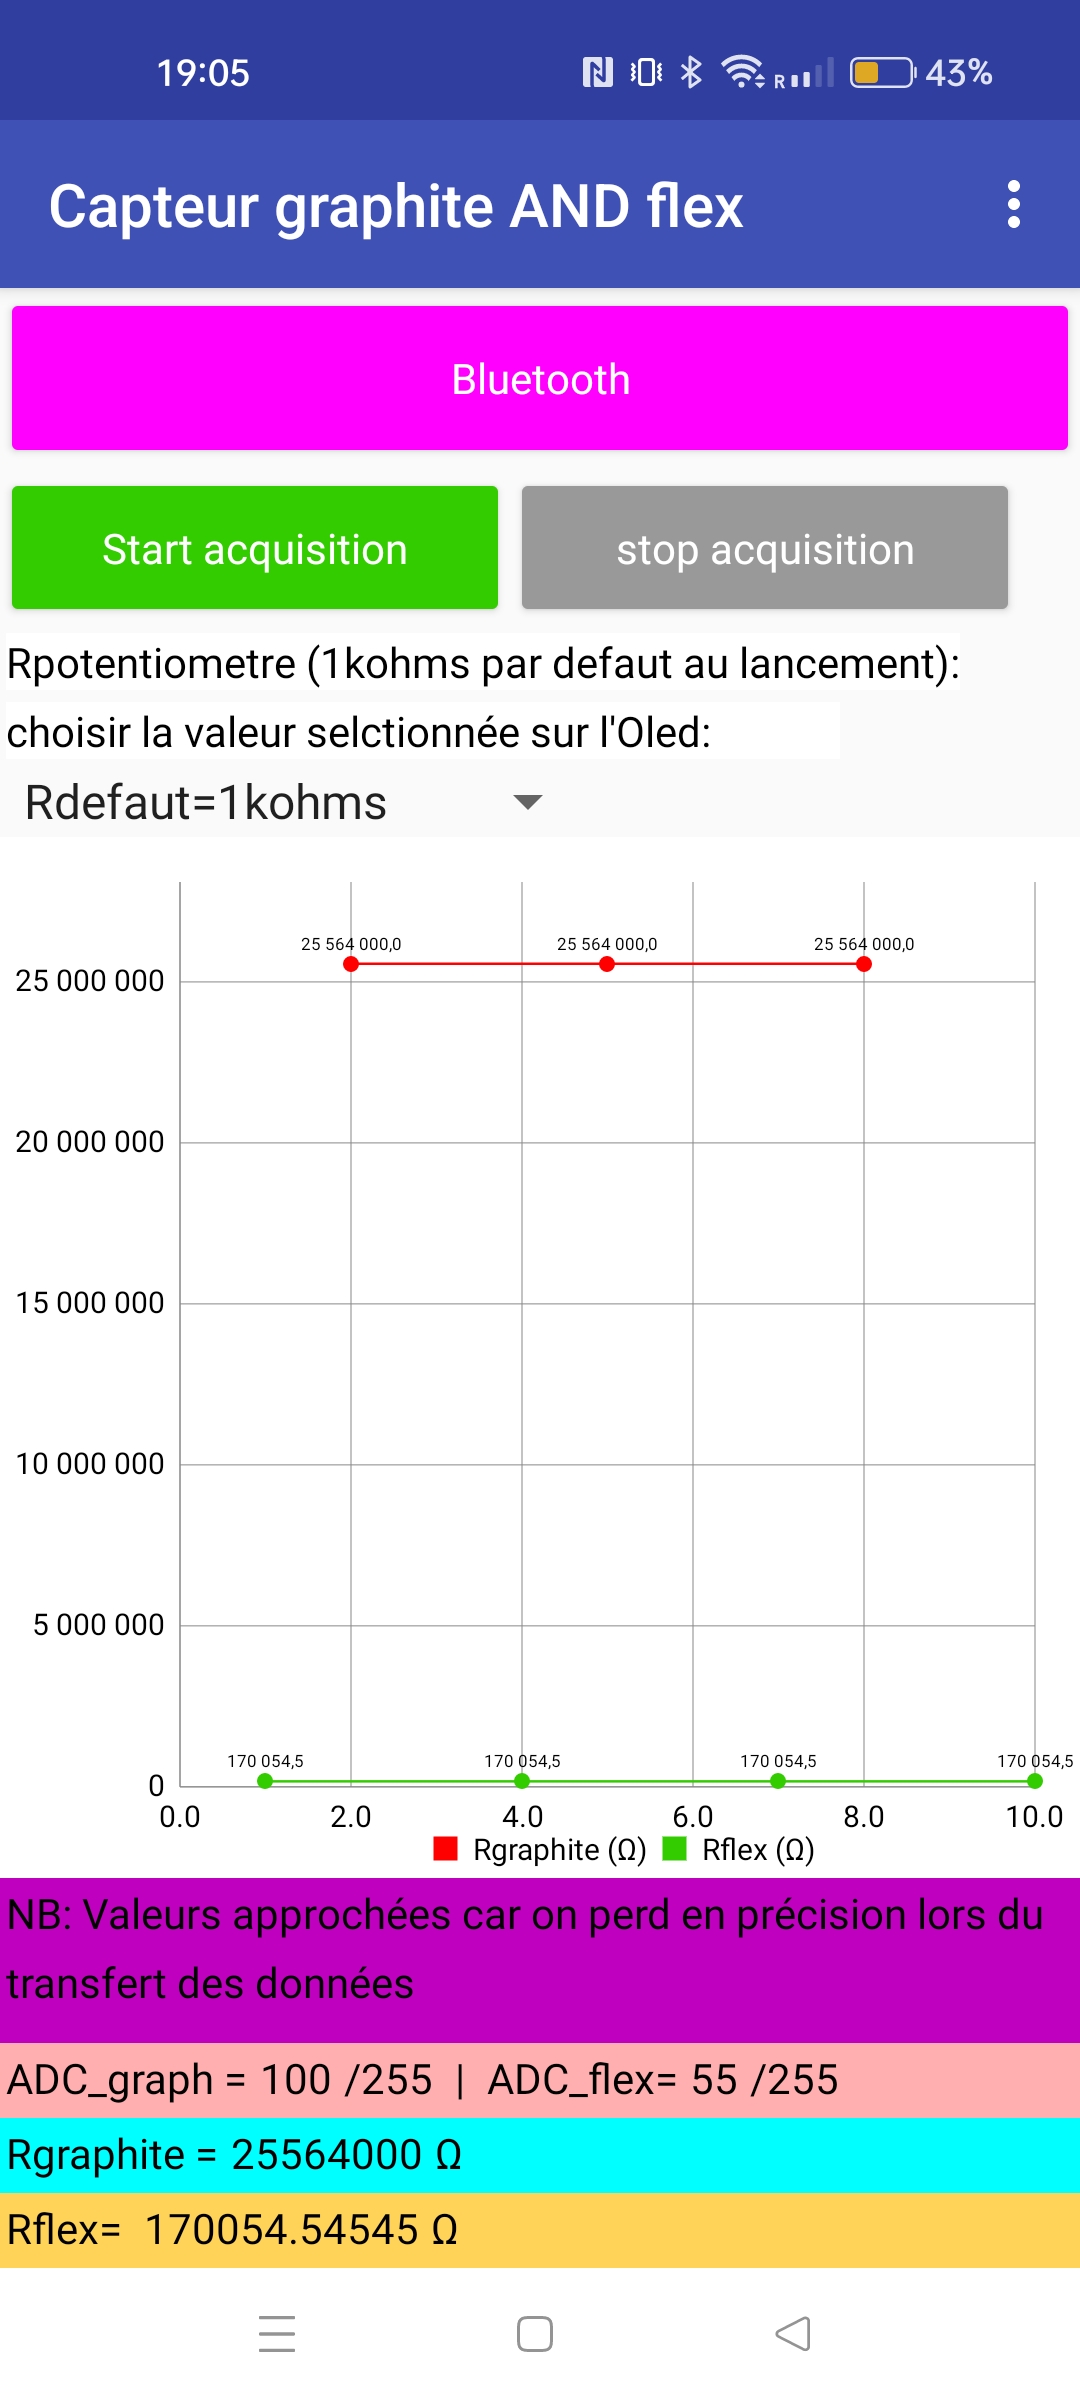 19:05
R
43%
Capteur graphite AND flex
Bluetooth
Start acquisition
stop acquisition
Rpotentiometre (1kohms par defaut au lancement):
choisir la valeur selctionnée sur l'Oled:
Rdefaut=1kohms
25 564 000,0
25 564 000,0
25 564 000,0
25 000 000
20 000 000
15 000 000
10 000 000
5 000 000
170 054,5
170 054,5
170 054,5
170 054,5
0
0.0
2.0
4.0
6.0
8.0
10.0
Rgraphite (Ω)
Rflex (Ω)
NB: Valeurs approchées car on perd en précision lors du
transfert des données
ADC_graph = 100 /255 | ADC_flex= 55 /255
Rgraphite = 25564000 Ω
Rflex= 170054.54545 Ω